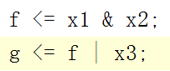 f <= x1 & x2;
g <= f | x3;